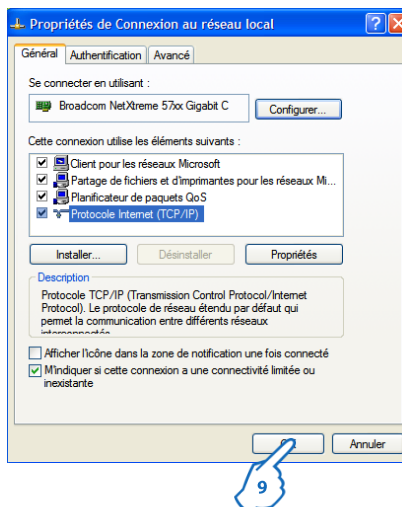 Propriétés de Connexion au réseau local
Général Authentification Avancé
Se connecter en utilisant :
Broadcom NetXtreme 57xx Gigabit C
Configurer...
Cette connexion utilise les éléments suivants :
Client pour les réseaux Microsoft
Partage de fichiers et d'imprimantes pour les réseaux Mi...
Planificateur de paquets QoS
Protocole Internet (TCP/IP)
Installer... Désinstaller Propriétés
Description
Protocole TCP/IP (Transmission Control Protocol/Internet
Protocol). Le protocole de réseau étendu par défaut qui
permet la communication entre différents réseaux
Afficher l'icône dans la zone de notification une fois connecté
M'indiquer si cette connexion a une connectivité limitée ou
inexistante
Annuler
9